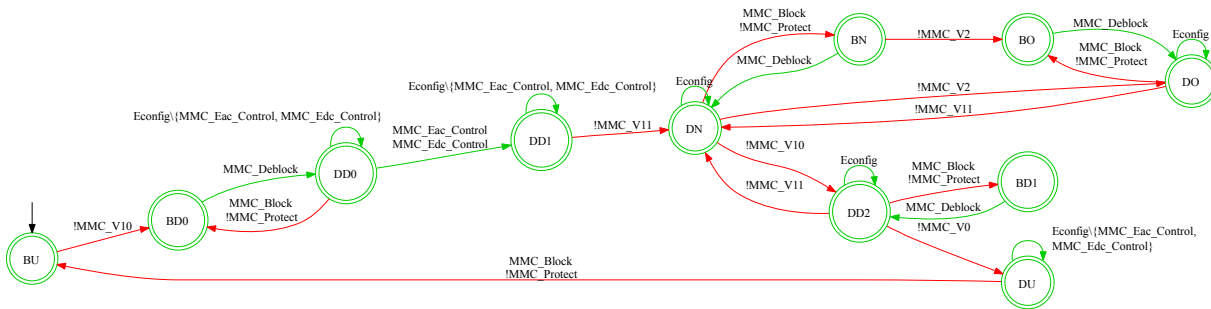 MMC_Block
!MMC_Protect
BN
!MMC_V2
BO
MMC_Deblock
Econfig
MMC_Block
!MMC_Protect
DO
MMC_Deblock
Econfig\{MMC_Eac_Control, MMC_Edc_Control}
Econfig
!MMC_V2
!MMC_V11
Econfig\{MMC_Eac_Control, MMC_Edc_Control}
MMC_Eac_Control
MMC_Edc_Control
DD1
!MMC_V11
DN
!MMC_V10
MMC_Deblock
DD0
Econfig
!MMC_V11
MMC_Block
!MMC_Protect
BD1
MMC_Block
!MMC_Protect
BD0
DD2
MMC_Deblock
!MMC_V10
!MMC_V0
Econfig\{MMC_Eac_Control,
MMC_Edc_Control}
BU
MMC_Block
!MMC_Protect
DU